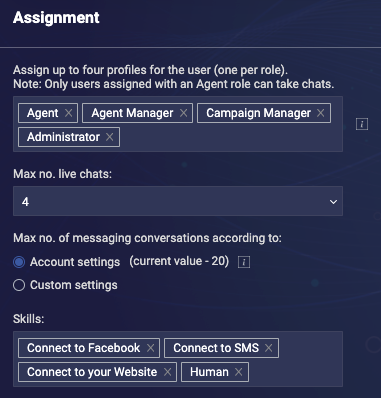 Assignment
Assign up to four profiles for the user (one per role).
Note: Only users assigned with an Agent role can take chats.
Agent × Agent Manager × Campaign Manager ×
Administrator ×
Max no. live chats:
4
Max no. of messaging conversations according to:
Account settings (current value - 20)
Custom settings
Skills:
Connect to Facebook × Connect to SMS ×
Connect to your Website × Human ×